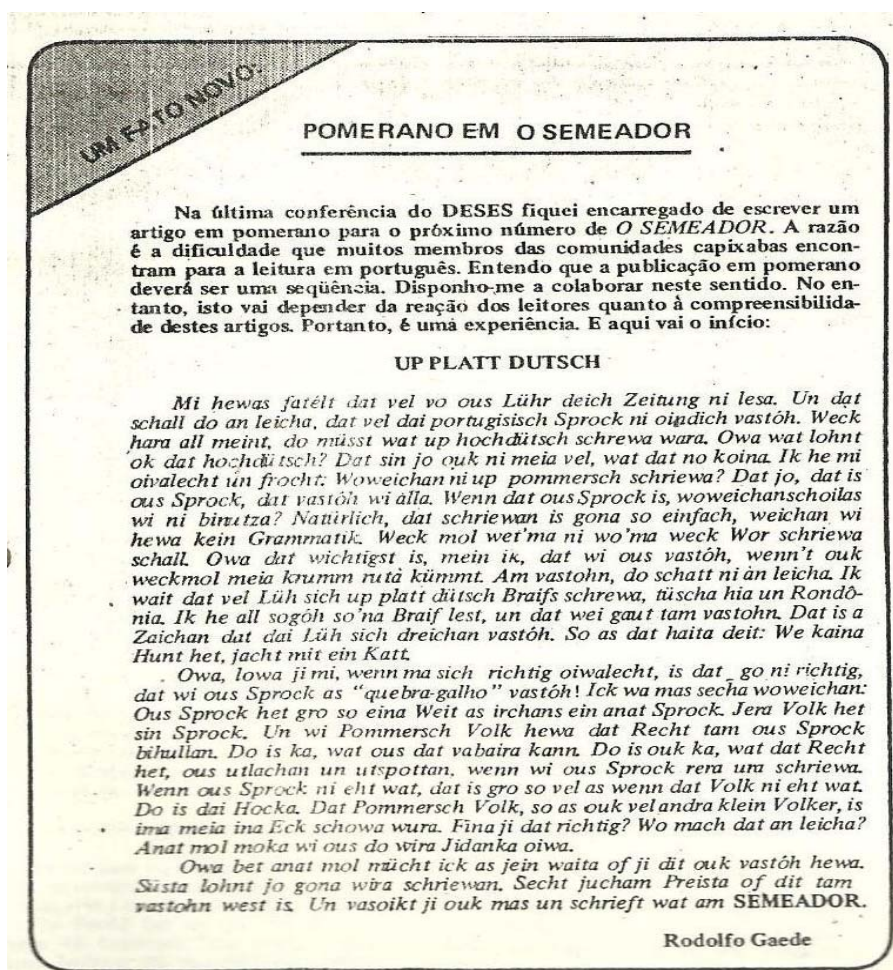 UM FATO NOVO:
POMERANO EM O SEMEADOR
Na última conferência do DESES fiquei encarregado de escrever um
artigo em pomerano para o próximo número de O SEMEADOR. A razão
é a dificuldade que muitos membros das comunidades capixabas encon-
tram para a leitura em português. Entendo que a publicação em pomerano
deverá ser uma seqüência. Disponho-me a colaborar neste sentido. No en-
tanto, isto vai depender da reação dos leitores quanto à compreensibilida-
de destes artigos. Portanto, é uma experiência. E aqui vai o início:
UP PLATT DUTSCH
Mi hewas fatélt dat vel vo ous Lühr deich Zeitung ni lesa. Un dat
schall do an leicha, dat vel dai portugisisch Sprock ni oindich vastóh. Weck
hara all meint, do müsst wat up hochdütsch schrewa wara. Owa wat lohnt
ok dat hochdütsch? Dat sin jo ouk ni meia vel, wat dat no koina. Ik he mi
oivalecht un frocht: Woweichan ni up pommersch schriewa? Dat jo, dat is
ous Sprock, dat vastóh wi alla. Wenn dat ous Sprock is, woweichan schoilas
wi ni binutza? Natürlich, dat schriewan is gona so einfach, weichan wi
hewa kein Grammatik. Weck mol wet'ma ni wo'ma weck Wor schriewa
schall. Owa dat wichtigst is, mein ik, dat wi ous vastóh, wenn't ouk
weckmol meia krumm ruta kümmt. Am vastohn, do schatt ni an leicha. Ik
wait dat vel Lüh sich up platt dütsch Braifs schrewa, tüscha hia un Rondô-
nia. Ik he all sogóh so'na Braif lest, un dat wei gaut tam vastohn. Dat is a
Zaichan dat dai Lüh sich dreichan vastóh. So as dat haita deit: We kaina
Hunt het, jacht mit ein Katt.
Owa, lowa ji mi, wenn ma sich richtig oiwalecht, is dat go ni richtig,
dat wi ous Sprock as "quebra-galho" vastóh! Ick wa mas secha woweichan:
Ous Sprock het gro so eina Weit as irchans ein anat Sprock. Jera Volk het
sin Sprock. Un wi Pommersch Volk hewa dat Recht tam ous Sprock
bihullan. Do is ka, wat ous dat vabaira kann. Do is ouk ka, wat dat Recht
het, ous utlachan un utspottan, wenn wi ous Sprock rera um schriewa.
Wenn ous Sprock ni eht wat, dat is gro so vel as wenn dat Volk ni eht wat.
Do is dai Hocka. Dat Pommersch Volk, so as ouk vel andra klein Volker, is
ima meia ina Eck schowa wura. Fina ji dat richtig? Wo mach dat an leicha?
Anat mol moka wi ous do wira Jidanka oiwa.
Owa bet anat mol mücht ick as jein waita of ji dit ouk vastóh hewa.
Süsta lohnt jo gona wira schriewan. Secht jucham Preista of dit tam
vastohn west is. Un vasoikt ji ouk mas un schrieft wat am SEMEADOR.
Rodolfo Gaede